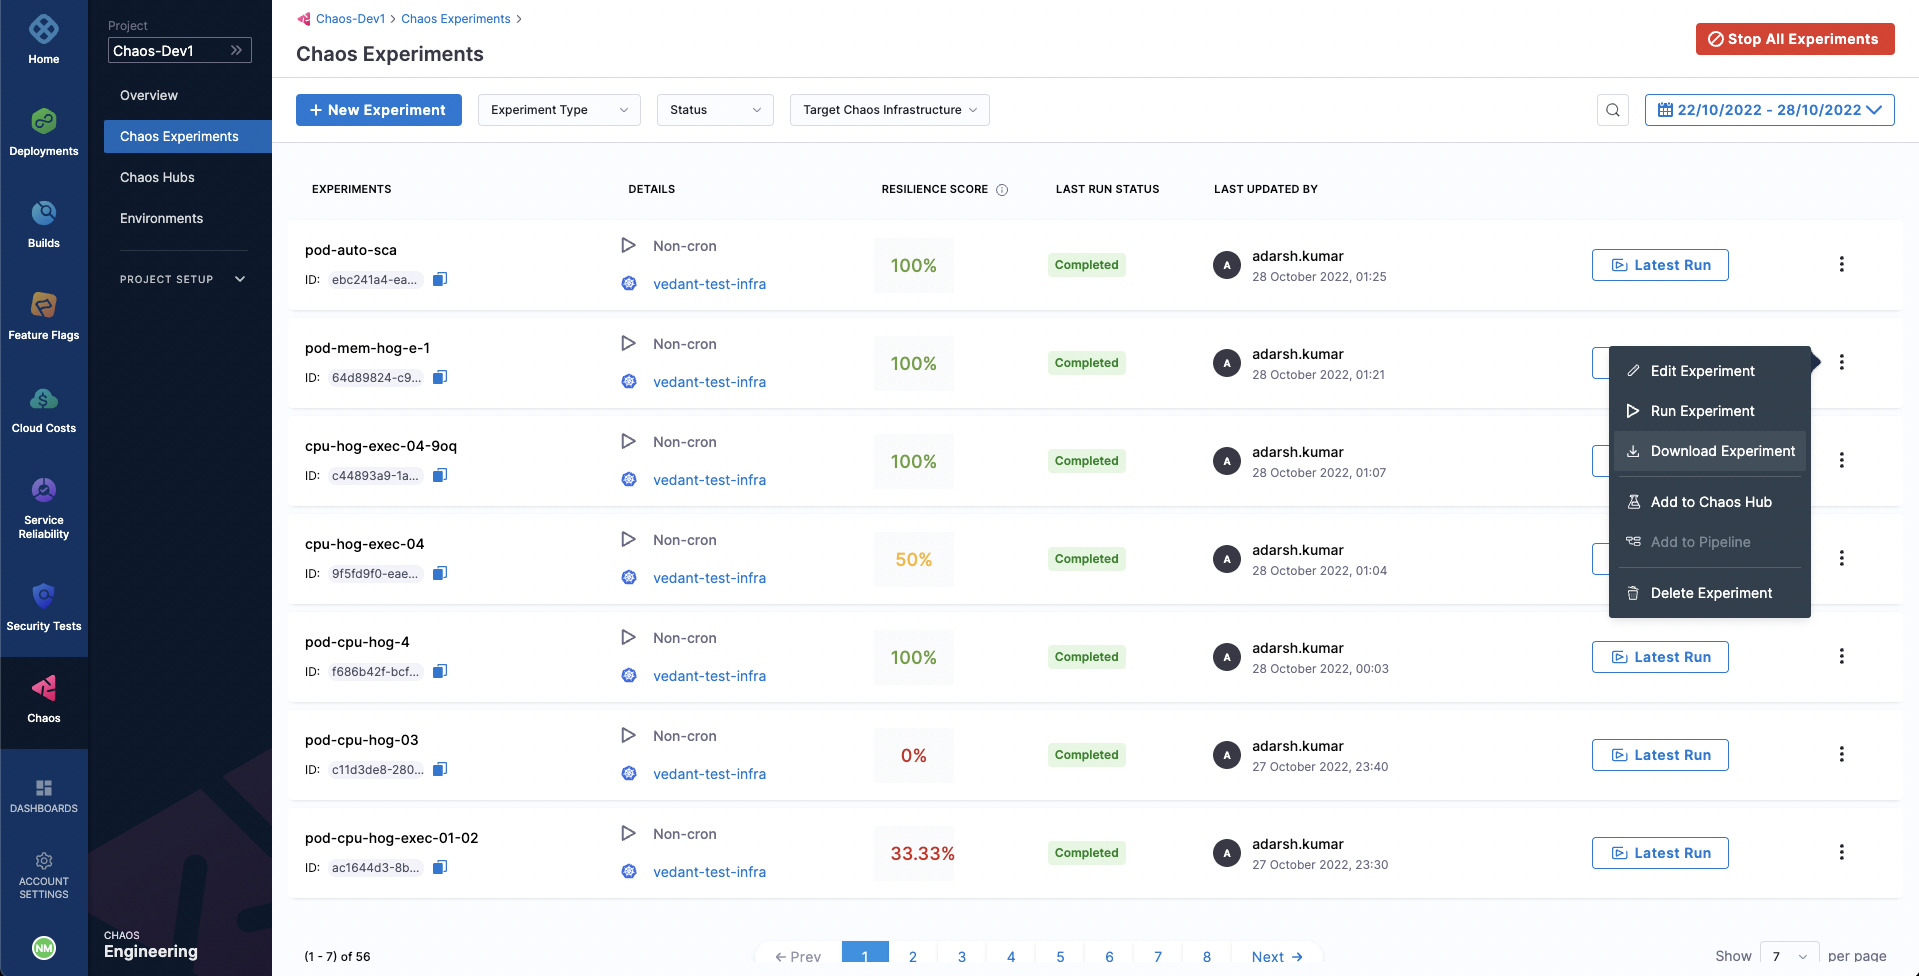 Home
Deployments
Builds
Feature Flags
Cloud Costs
Service
Reliability
Security Tests
Chaos
DASHBOARDS
ACCOUNT
SETTINGS
NM
Project
Chaos-Dev1
Overview
Chaos Experiments
Chaos Hubs
Environments
PROJECT SETUP
CHAOS
Engineering
Chaos-Dev1 > Chaos Experiments >
Chaos Experiments
Stop All Experiments
+ New Experiment
Experiment Type
Status
Target Chaos Infrastructure
22/10/2022 - 28/10/2022
EXPERIMENTS DETAILS RESILIENCE SCORE LAST RUN STATUS LAST UPDATED BY
pod-auto-sca
ID: ebc241a4-ea...
Non-cron
vedant-test-infra
100%
Completed
A
adarsh.kumar
28 October 2022, 01:25
Latest Run
pod-mem-hog-e-1
ID: 64d89824-c9...
Non-cron
vedant-test-infra
100%
Completed
A
adarsh.kumar
28 October 2022, 01:21
Edit Experiment
Run Experiment
Download Experiment
Add to Chaos Hub
Add to Pipeline
Delete Experiment
cpu-hog-exec-04-9oq
ID: c44893a9-1a...
Non-cron
vedant-test-infra
100%
Completed
A
adarsh.kumar
28 October 2022, 01:07
cpu-hog-exec-04
ID: 9f5fd9f0-eae...
Non-cron
vedant-test-infra
50%
Completed
A
adarsh.kumar
28 October 2022, 01:04
pod-cpu-hog-4
ID: f686b42f-bcf...
Non-cron
vedant-test-infra
100%
Completed
A
adarsh.kumar
28 October 2022, 00:03
Latest Run
pod-cpu-hog-03
ID: c11d3de8-280...
Non-cron
vedant-test-infra
0%
Completed
A
adarsh.kumar
27 October 2022, 23:40
Latest Run
pod-cpu-hog-exec-01-02
ID: ac1644d3-8b...
Non-cron
vedant-test-infra
33.33%
Completed
A
adarsh.kumar
27 October 2022, 23:30
Latest Run
(1 - 7) of 56
← Prev 1 2 3 4 5 6 7 8 Next →
Show 7 per page